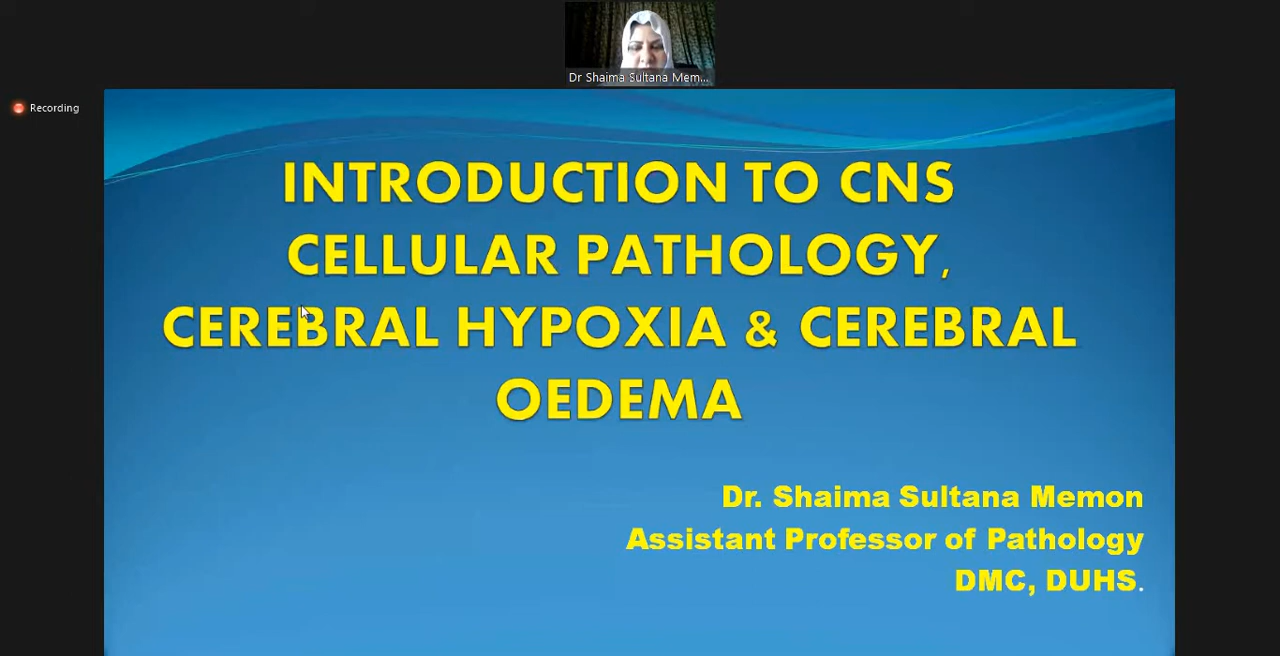 Dr Shaima Sultana Mem...
Recording
INTRODUCTION TO CNS
CELLULAR PATHOLOGY,
CEREBRAL HYPOXIA & CEREBRAL
OEDEMA
Dr. Shaima Sultana Memon
Assistant Professor of Pathology
DMC, DUHS.